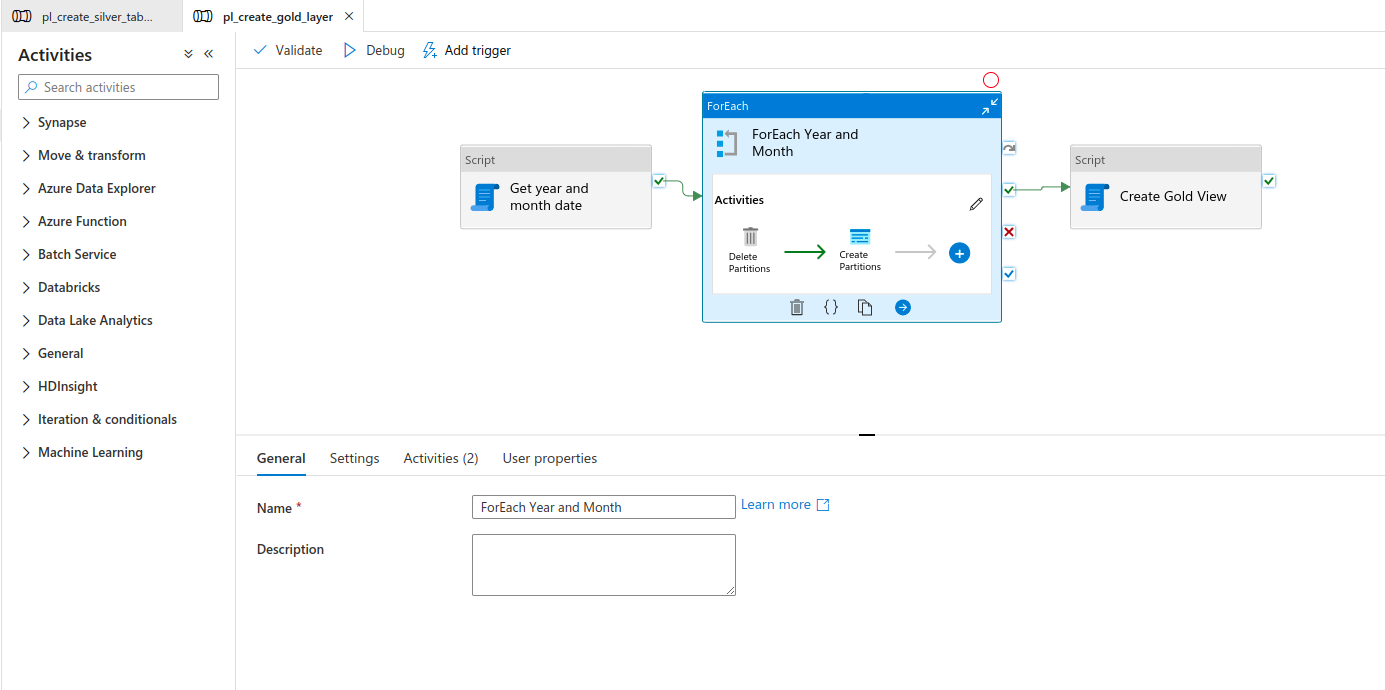 pl_create_silver_tab...
pl_create_gold_layer
Activities
Search activities
Synapse
Move & transform
Azure Data Explorer
Azure Function
Batch Service
Databricks
Data Lake Analytics
General
HDInsight
Iteration & conditionals
Machine Learning
Validate
Debug
Add trigger
Script
Get year and
month date
ForEach
ForEach Year and
Month
Activities
Delete
Partitions
Create
Partitions
Script
Create Gold View
General
Settings
Activities (2)
User properties
Name *
ForEach Year and Month
Learn more
Description